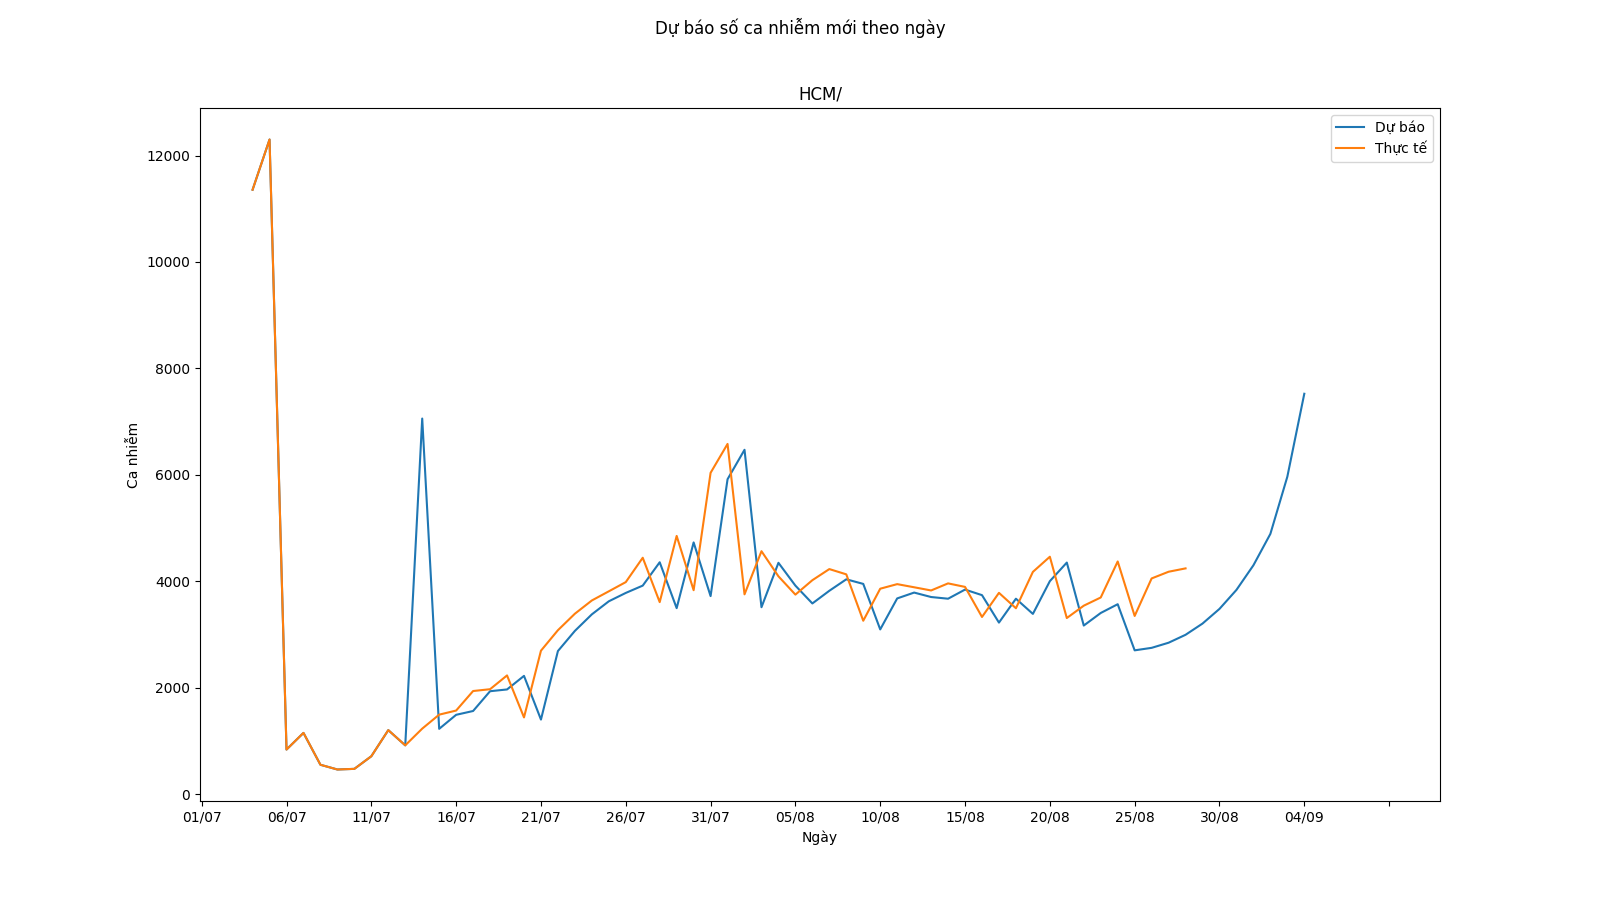 Dự báo số ca nhiễm mới theo ngày
HCM/
Dự báo
Thực tế
12000
10000
8000
6000
4000
2000
0
Ca nhiễm
01/07 06/07 11/07 16/07 21/07 26/07 31/07 05/08 10/08 15/08 20/08 25/08 30/08 04/09
Ngày